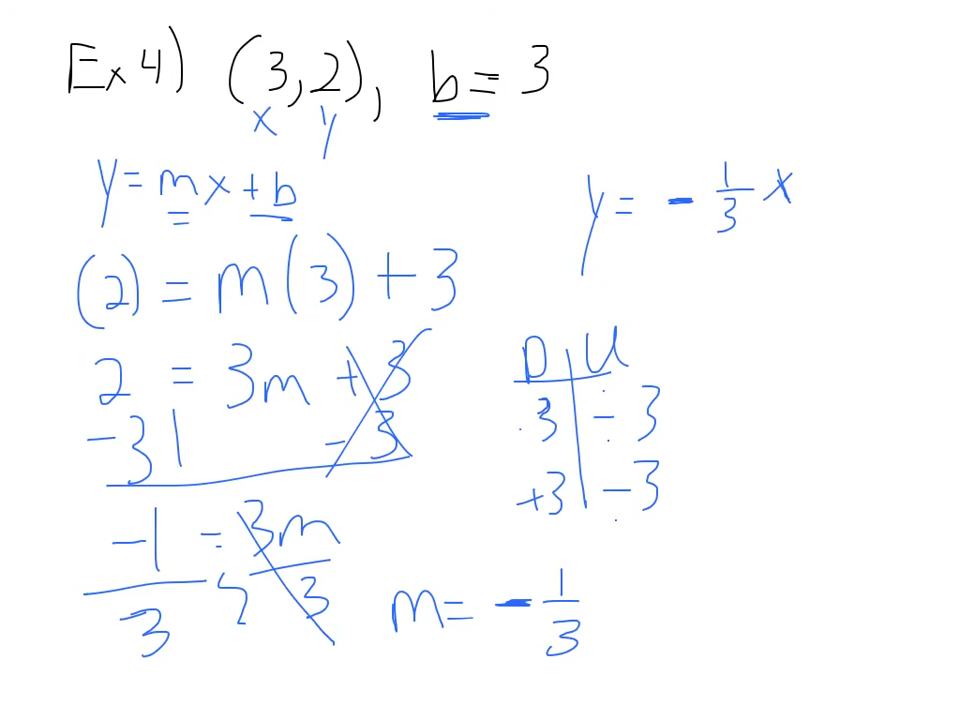 Ex 4) (3,2), b = 3
x y
y = mx + b
(2) = m(3) + 3
2 = 3m + 3
-3 | - 3
-1 = 3m
3 3
m = - 1/3
y = - 1/3 x
D | U
3 | ÷ 3
+3 | - 3